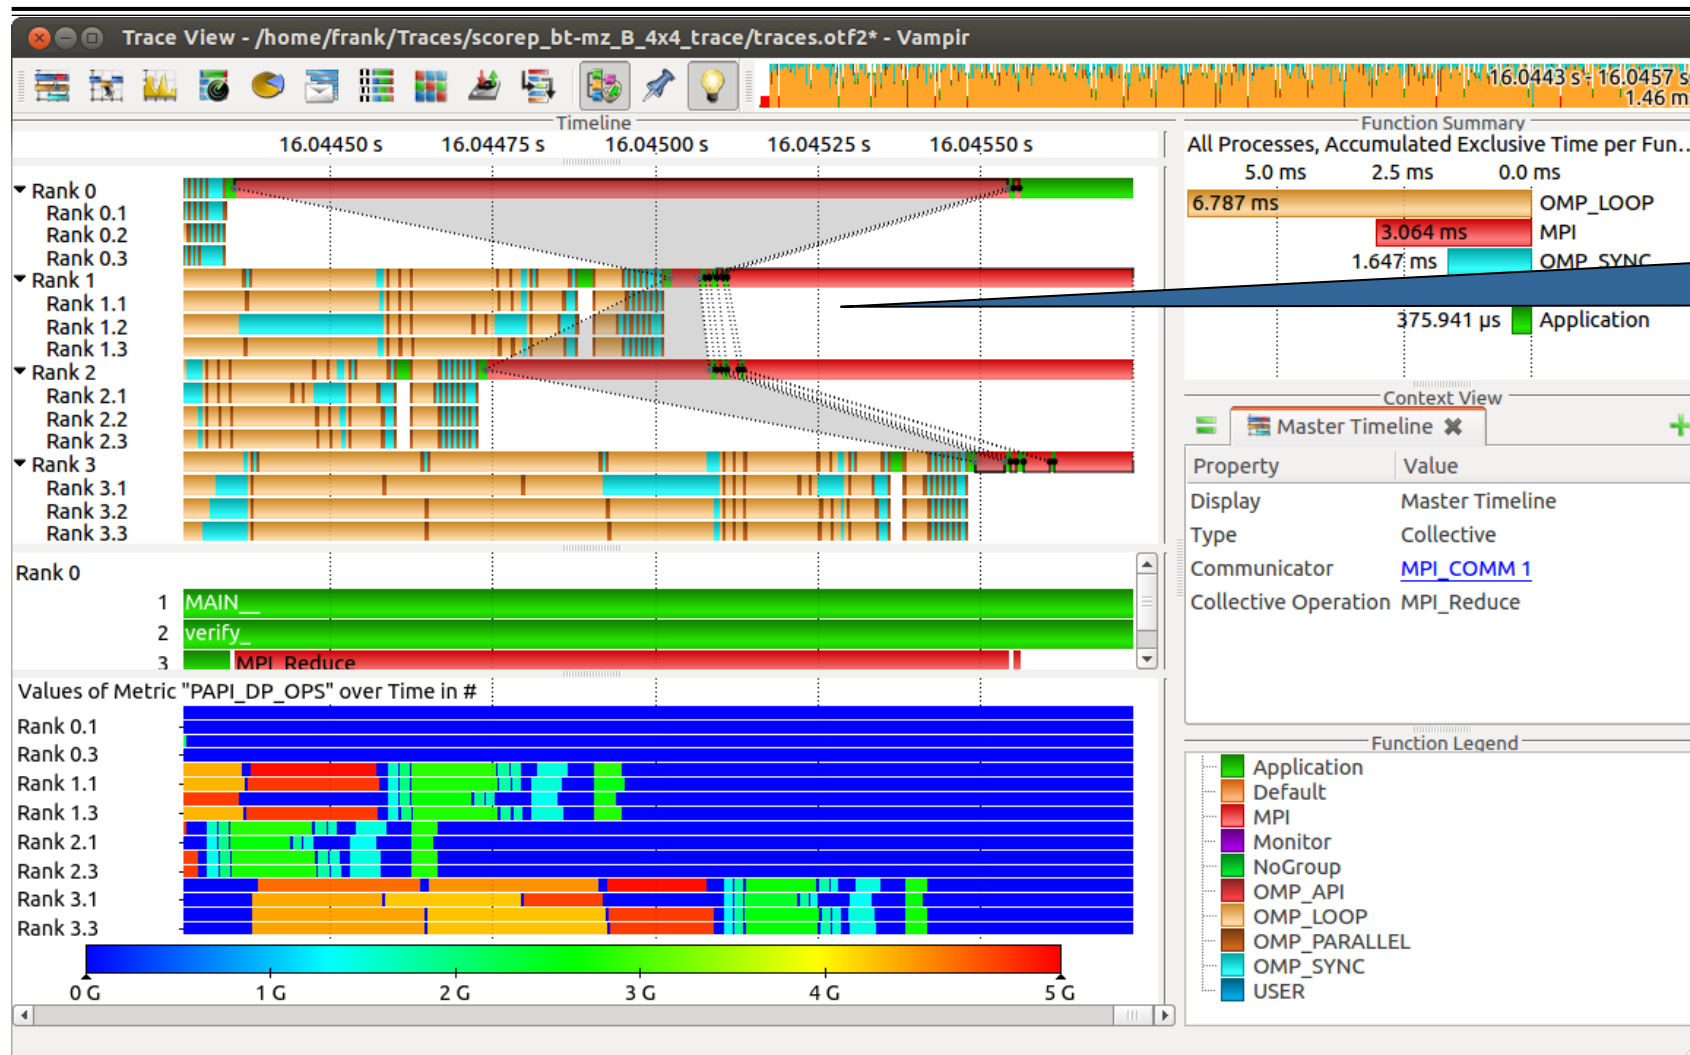 Trace View - /home/frank/Traces/scorep_bt-mz_B_4x4_trace/traces.otf2* - Vampir
16.0443 s - 16.0457 s
1.46 m
Timeline
16.04450 s 16.04475 s 16.04500 s 16.04525 s 16.04550 s
Rank 0
Rank 0.1
Rank 0.2
Rank 0.3
Rank 1
Rank 1.1
Rank 1.2
Rank 1.3
Rank 2
Rank 2.1
Rank 2.2
Rank 2.3
Rank 3
Rank 3.1
Rank 3.2
Rank 3.3
Rank 0
1 MAIN__
2 verify_
3 MPI_Reduce
Values of Metric "PAPI_DP_OPS" over Time in #
Rank 0.1
Rank 0.3
Rank 1.1
Rank 1.3
Rank 2.1
Rank 2.3
Rank 3.1
Rank 3.3
0 G 1 G 2 G 3 G 4 G 5 G
Function Summary
All Processes, Accumulated Exclusive Time per Fun...
5.0 ms 2.5 ms 0.0 ms
6.787 ms OMP_LOOP
3.064 ms MPI
1.647 ms OMP_SYNC
375.941 µs Application
Context View
Master Timeline
Property Value
Display Master Timeline
Type Collective
Communicator MPI_COMM 1
Collective Operation MPI_Reduce
Function Legend
Application
Default
MPI
Monitor
NoGroup
OMP_API
OMP_LOOP
OMP_PARALLEL
OMP_SYNC
USER